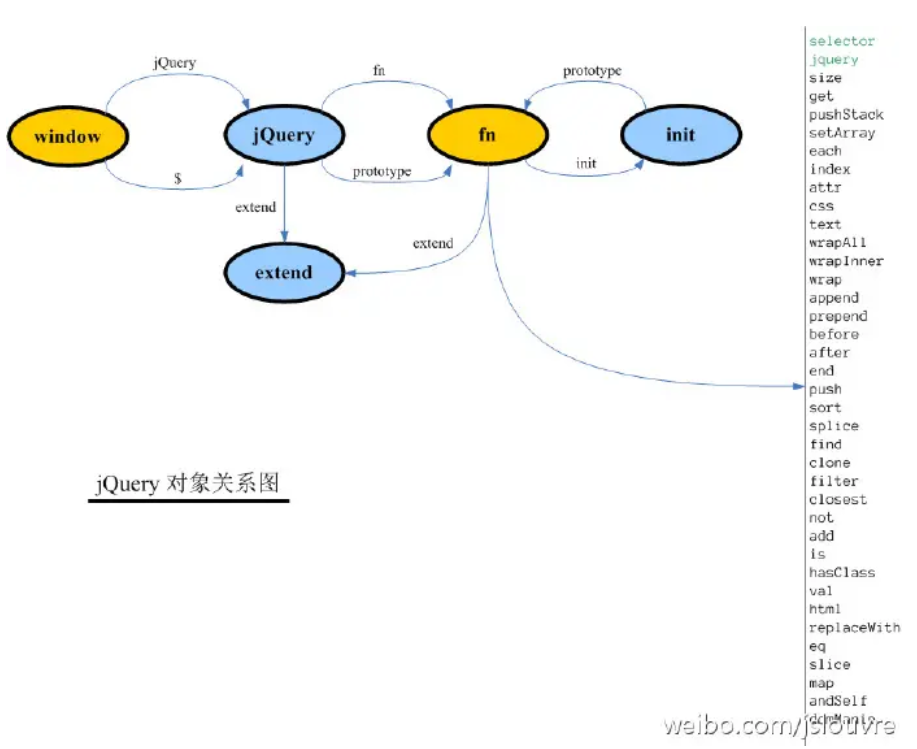 jQuery
fn
prototype
window
jQuery
fn
init
$
prototype
init
extend
extend
extend
jQuery 对象关系图
selector
jquery
size
get
pushStack
setArray
each
index
attr
css
text
wrapAll
wrapInner
wrap
append
prepend
before
after
end
push
sort
splice
find
clone
filter
closest
not
add
is
hasClass
val
html
replaceWith
eq
slice
map
andSelf
domManip
weibo.com/jslouvre